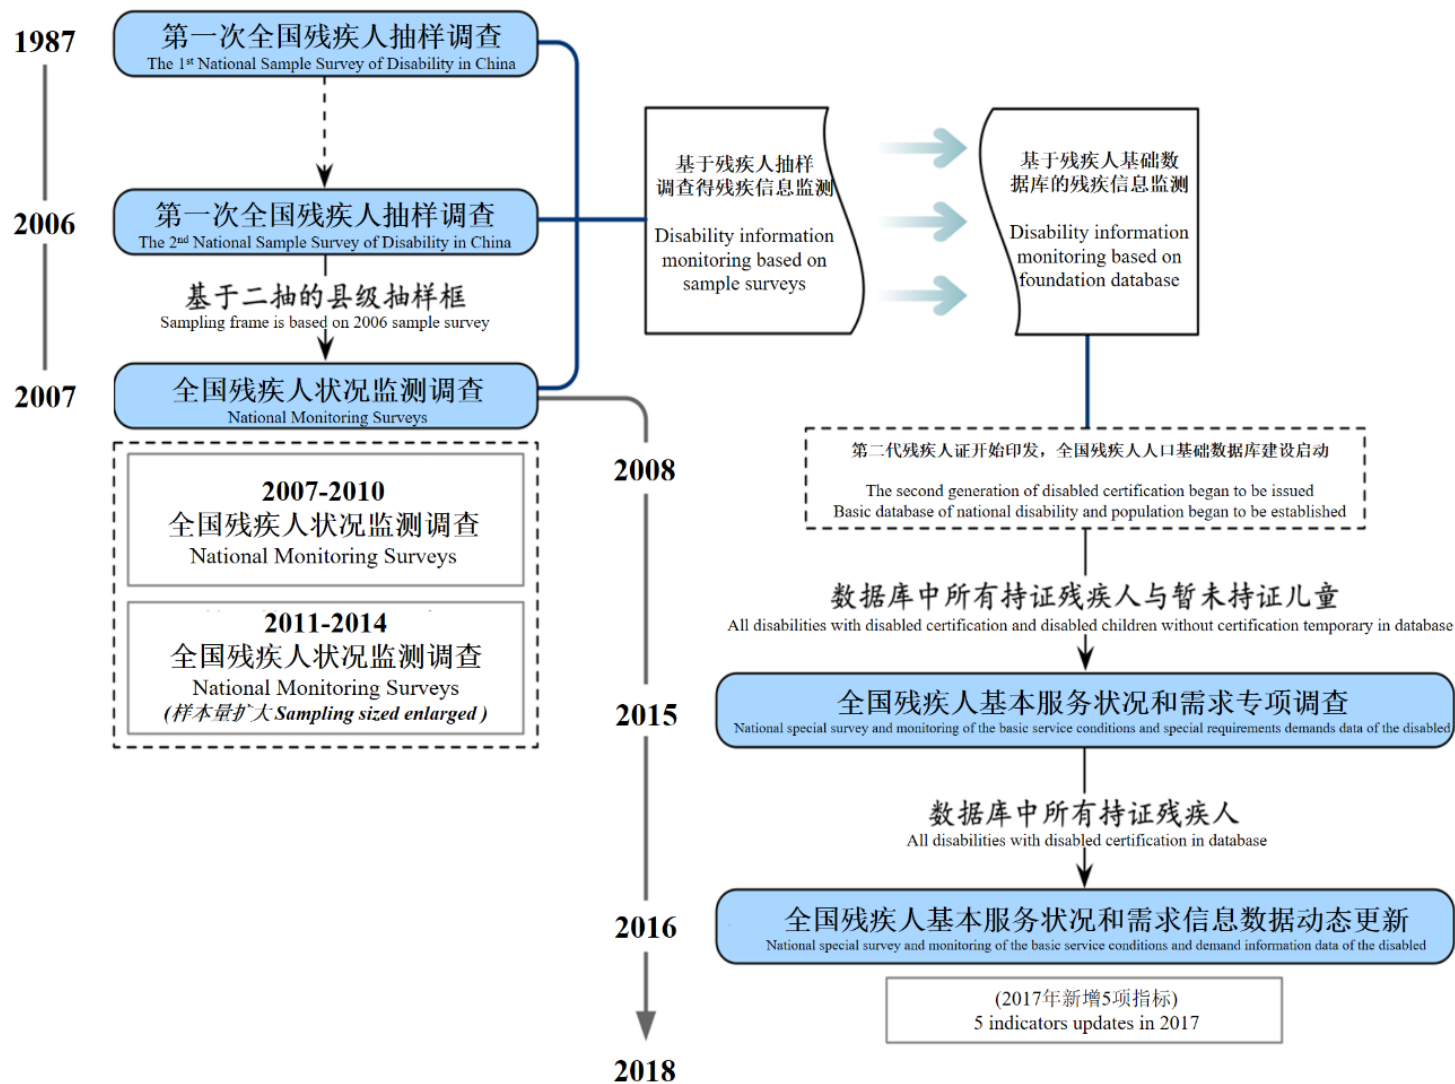 1987
第一次全国残疾人抽样调查
The 1st National Sample Survey of Disability in China
2006
第一次全国残疾人抽样调查
The 2nd National Sample Survey of Disability in China
基于二抽的县级抽样框
Sampling frame is based on 2006 sample survey
2007
全国残疾人状况监测调查
National Monitoring Surveys
2007-2010
全国残疾人状况监测调查
National Monitoring Surveys
2011-2014
全国残疾人状况监测调查
National Monitoring Surveys
(样本量扩大 Sampling sized enlarged )
基于残疾人抽样
调查得残疾信息监测
Disability information
monitoring based on
sample surveys
基于残疾人基础数
据库的残疾信息监测
Disability information
monitoring based on
foundation database
2008
第二代残疾人证开始印发，全国残疾人人口基础数据库建设启动
The second generation of disabled certification began to be issued
Basic database of national disability and population began to be established
数据库中所有持证残疾人与暂未持证儿童
All disabilities with disabled certification and disabled children without certification temporary in database
2015
全国残疾人基本服务状况和需求专项调查
National special survey and monitoring of the basic service conditions and special requirements demands data of the disabled
数据库中所有持证残疾人
All disabilities with disabled certification in database
2016
全国残疾人基本服务状况和需求信息数据动态更新
National special survey and monitoring of the basic service conditions and demand information data of the disabled
(2017年新增5项指标)
5 indicators updates in 2017
2018